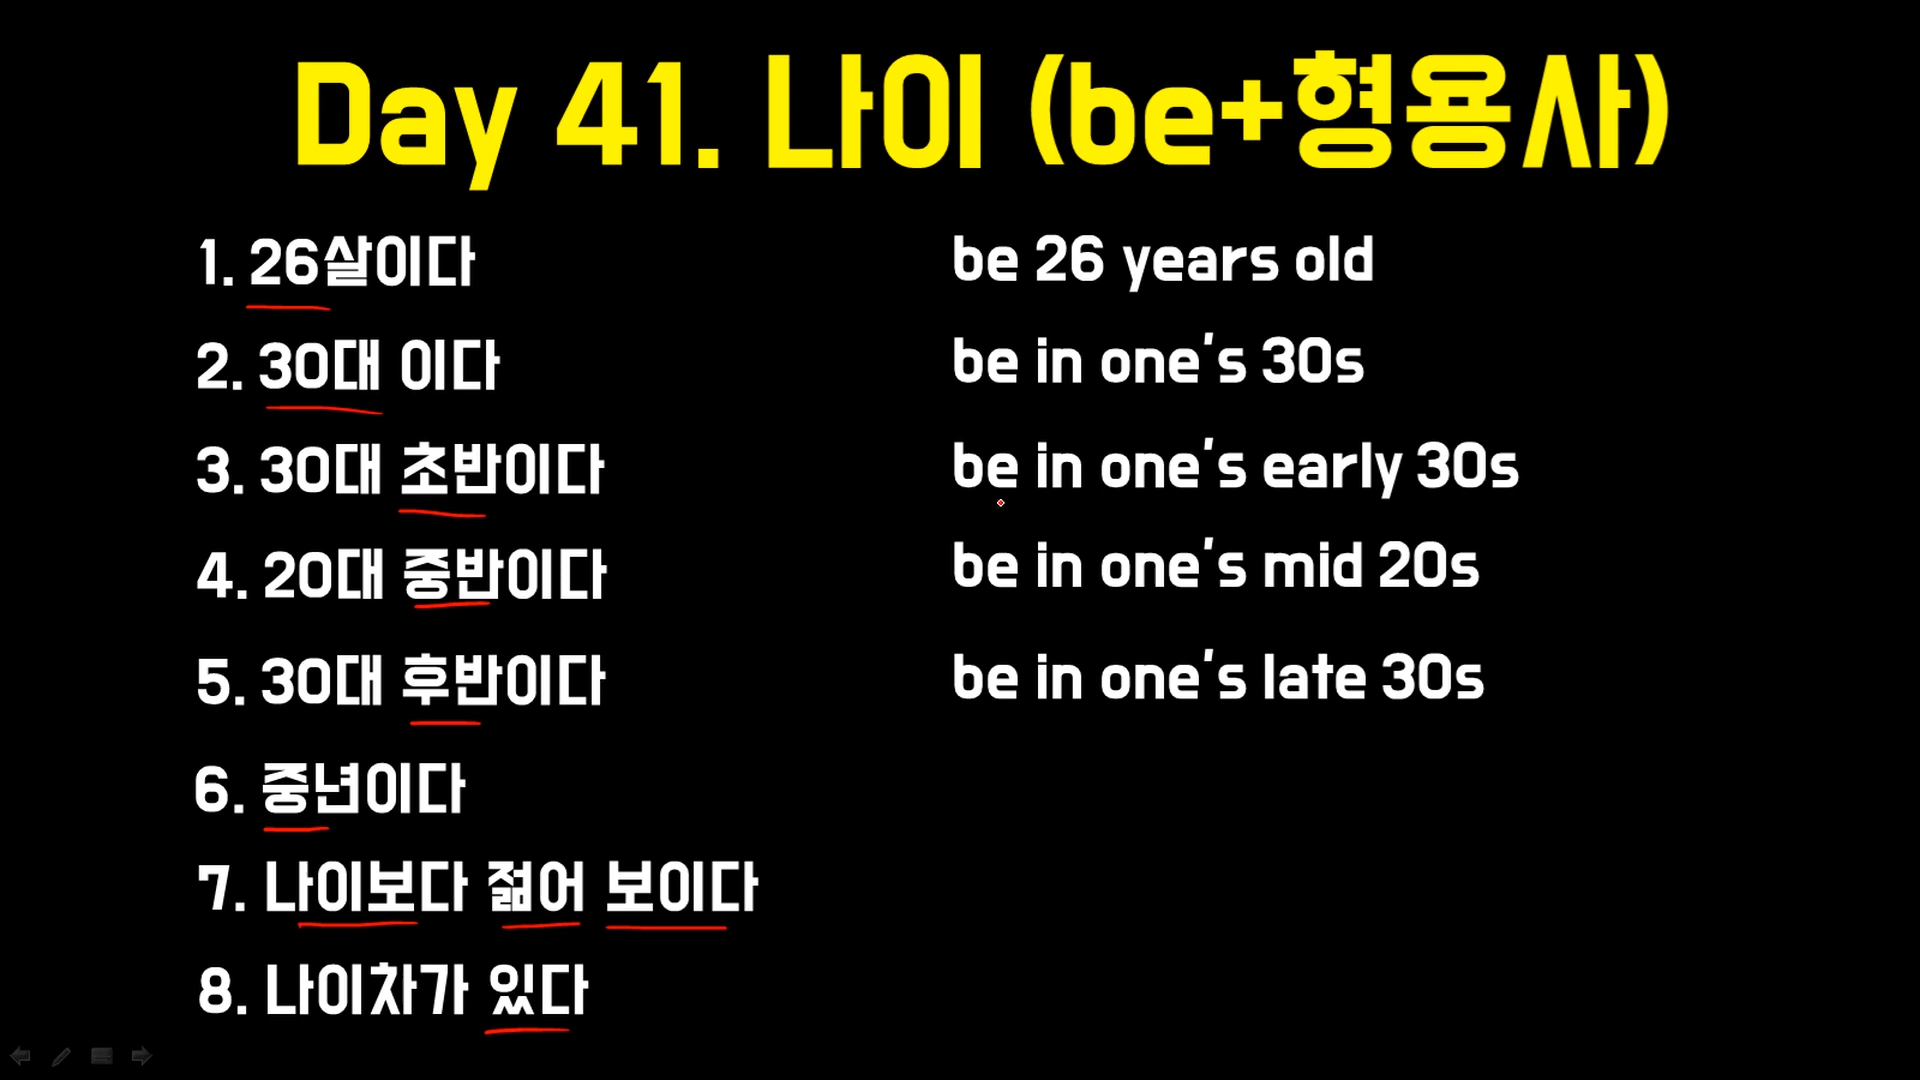 Day 41. 나이 (be+형용사)
1. 26살이다
be 26 years old
2. 30대 이다
be in one's 30s
3. 30대 초반이다
be in one's early 30s
4. 20대 중반이다
be in one's mid 20s
5. 30대 후반이다
be in one's late 30s
6. 중년이다
7. 나이보다 젊어 보이다
8. 나이차가 있다